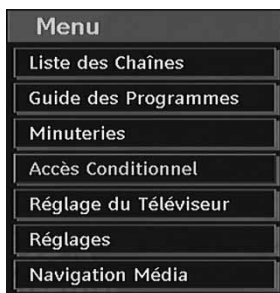 Menu
Liste des Chaînes
Guide des Programmes
Minuteries
Accès Conditionnel
Réglage du Téléviseur
Réglages
Navigation Média